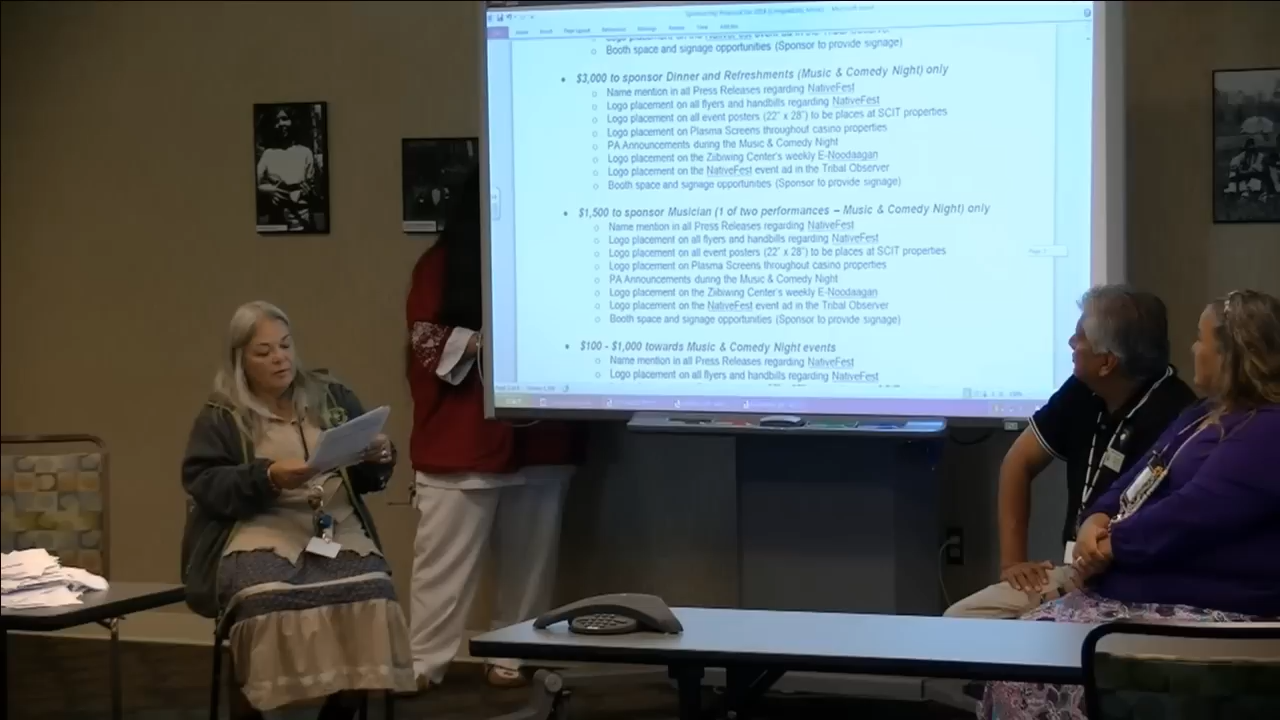 Booth space and signage opportunities (Sponsor to provide signage)
$3,000 to sponsor Dinner and Refreshments (Music & Comedy Night) only
Name mention in all Press Releases regarding NativeFest
Logo placement on all flyers and handbills regarding NativeFest
Logo placement on all event posters (22" x 28") to be places at SCIT properties
Logo placement on Plasma Screens throughout casino properties
PA Announcements during the Music & Comedy Night
Logo placement on the Ziibiwing Center's weekly E-Noodaagan
Logo placement on the NativeFest event ad in the Tribal Observer
Booth space and signage opportunities (Sponsor to provide signage)
$1,500 to sponsor Musician (1 of two performances – Music & Comedy Night) only
Name mention in all Press Releases regarding NativeFest
Logo placement on all flyers and handbills regarding NativeFest
Logo placement on all event posters (22" x 28") to be places at SCIT properties
Logo placement on Plasma Screens throughout casino properties
PA Announcements during the Music & Comedy Night
Logo placement on the Ziibiwing Center's weekly E-Noodaagan
Logo placement on the NativeFest event ad in the Tribal Observer
Booth space and signage opportunities (Sponsor to provide signage)
$100 - $1,000 towards Music & Comedy Night events
Name mention in all Press Releases regarding NativeFest
Logo placement on all flyers and handbills regarding NativeFest